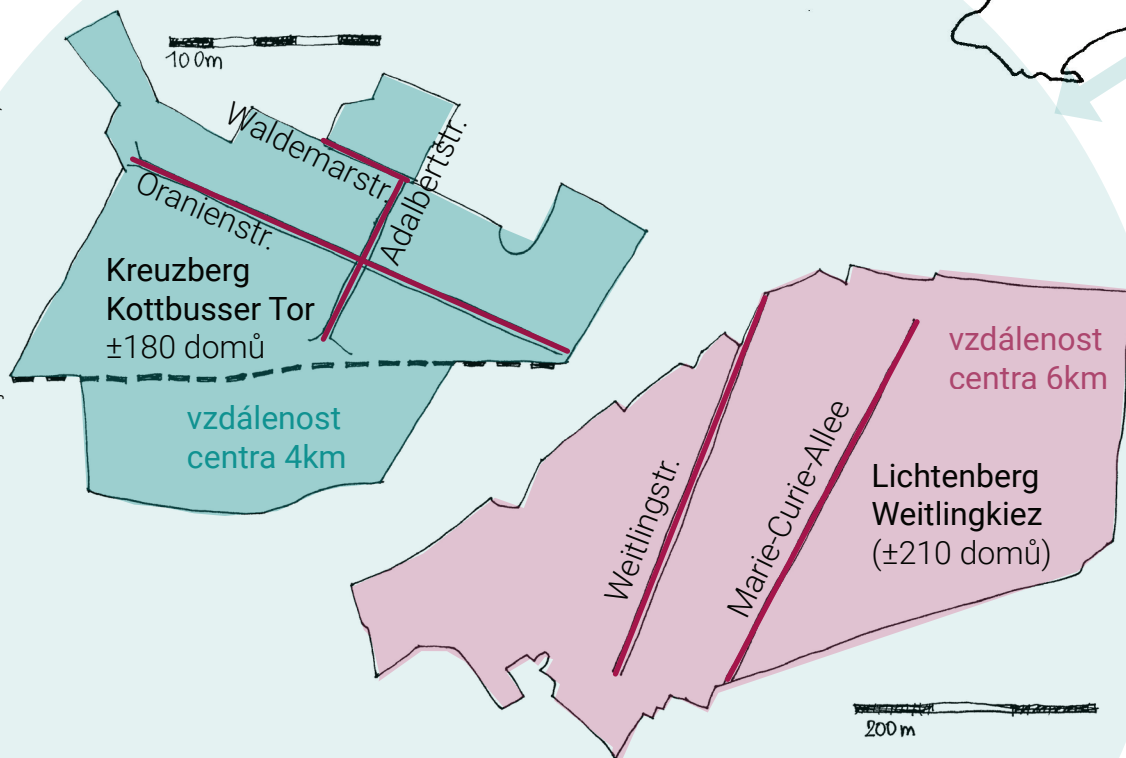 100m
Waldemarstr.
Adalbertstr.
Oranienstr.
Kreuzberg
Kottbusser Tor
±180 domů
vzdálenost
centra 4km
vzdálenost
centra 6km
Weitlingstr.
Marie-Curie-Allee
Lichtenberg
Weitlingkiez
(±210 domů)
200m